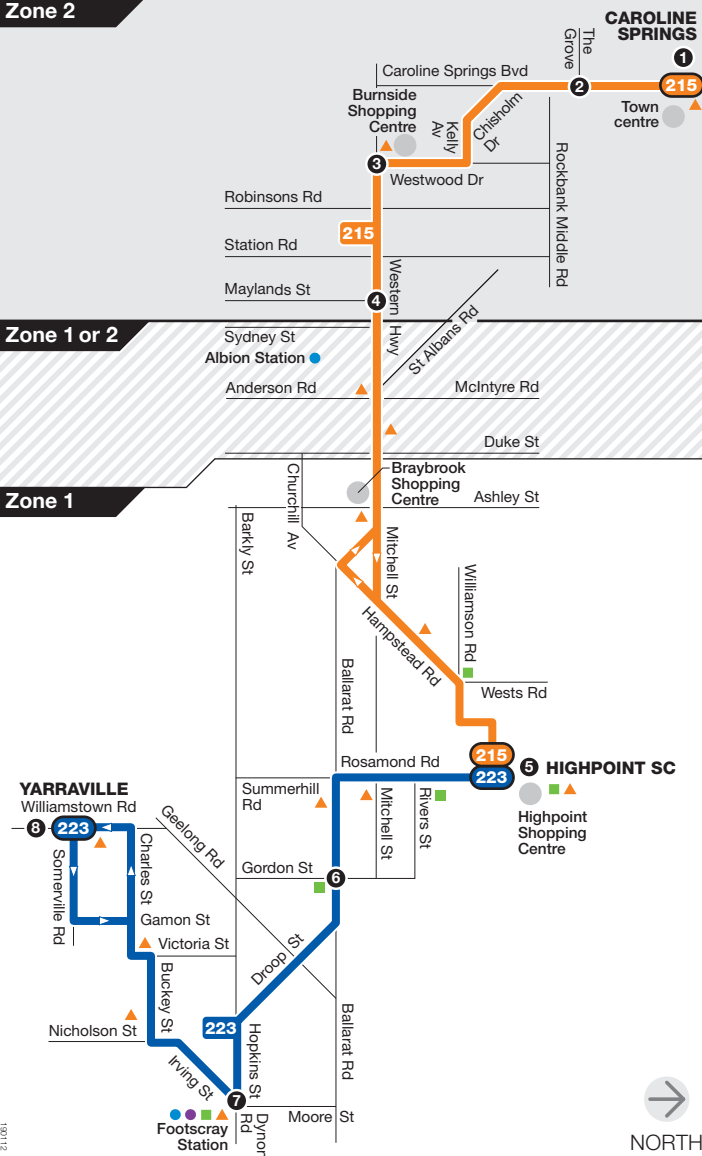 Zone 2
CAROLINE
SPRINGS
1
215
The
Grove
2
Caroline Springs Blvd
Town
centre
Burnside
Shopping
Centre
Kelly
Av
Chisholm
Dr
3
Westwood Dr
Rockbank Middle Rd
Robinsons Rd
215
Station Rd
Western Hwy
Maylands St
4
Zone 1 or 2
Sydney St
St Albans Rd
Albion Station
Anderson Rd
McIntyre Rd
Duke St
Zone 1
Churchill Av
Braybrook
Shopping
Centre
Ashley St
Barkly St
Mitchell St
Williamson Rd
Hampstead Rd
Ballarat Rd
Wests Rd
215
Rosamond Rd
5
HIGHPOINT SC
223
Highpoint
Shopping
Centre
Summerhill
Rd
Mitchell St
Rivers St
YARRAVILLE
Williamstown Rd
8
223
Geelong Rd
Charles St
Somerville Rd
Gordon St
6
Gamon St
Victoria St
Droop St
Buckey St
223
Hopkins St
Ballarat Rd
Nicholson St
Irving St
7
Footscray
Station
Dynon
Rd
Moore St
NORTH
190112